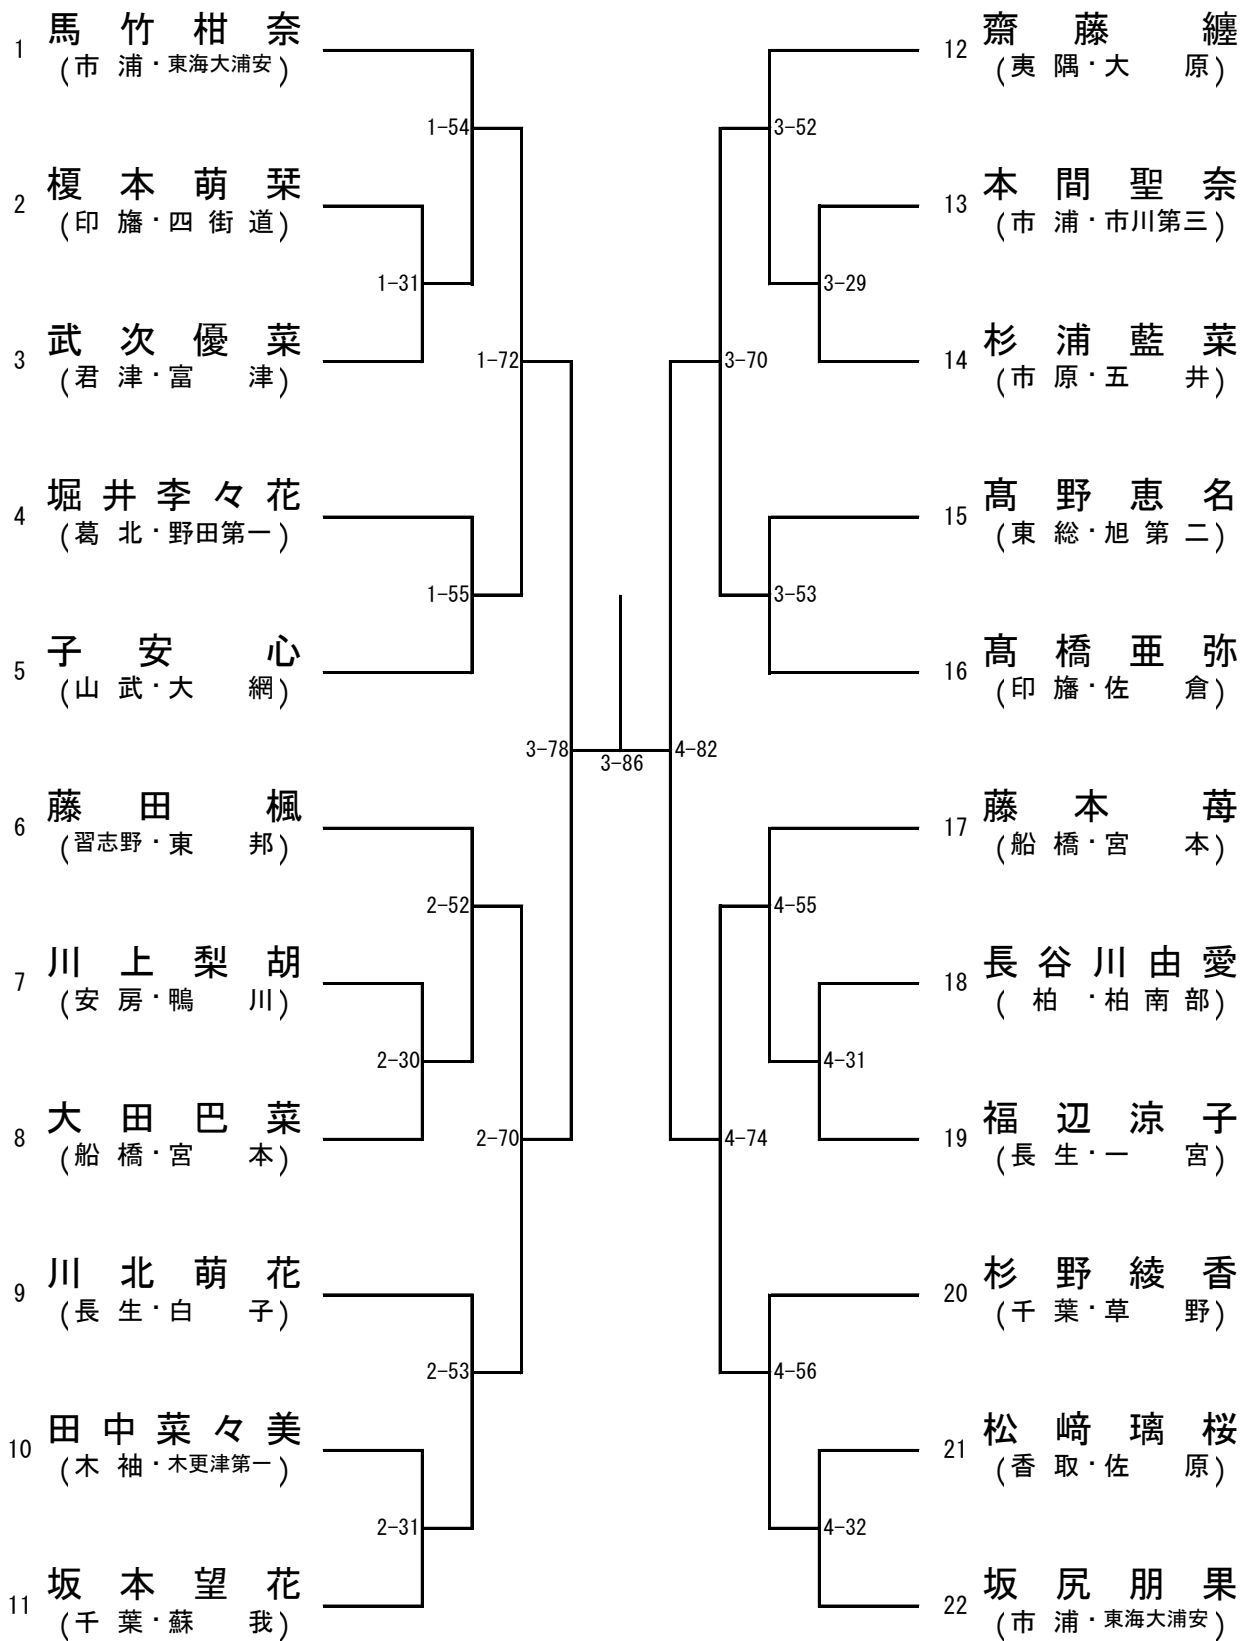 1 馬竹柑奈
(市浦・東海大浦安)
1-54
2 榎本萌栞
(印旛・四街道)
1-31
3 武次優菜
(君津・富津)
1-72
4 堀井李々花
(葛北・野田第一)
1-55
5 子安心
(山武・大網)
3-78
6 藤田楓
(習志野・東邦)
2-52
7 川上梨胡
(安房・鴨川)
2-30
8 大田巴菜
(船橋・宮本)
2-70
9 川北萌花
(長生・白子)
2-53
10 田中菜々美
(木袖・木更津第一)
2-31
11 坂本望花
(千葉・蘇我)
3-86
12 齋藤纏
(夷隅・大原)
3-52
13 本間聖奈
(市浦・市川第三)
3-29
14 杉浦藍菜
(市原・五井)
3-70
15 髙野恵名
(東総・旭第二)
3-53
16 髙橋亜弥
(印旛・佐倉)
4-82
17 藤本苺
(船橋・宮本)
4-55
18 長谷川由愛
(柏・柏南部)
4-31
19 福辺涼子
(長生・一宮)
4-74
20 杉野綾香
(千葉・草野)
4-56
21 松﨑璃桜
(香取・佐原)
4-32
22 坂尻朋果
(市浦・東海大浦安)